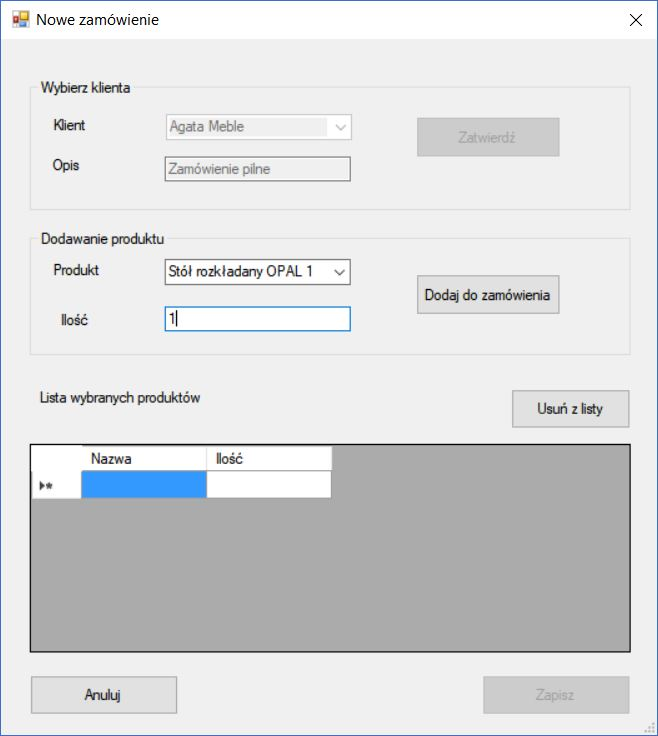 Nowe zamówienie
Wybierz klienta
Klient
Agata Meble
Zatwierdź
Opis
Zamówienie pilne
Dodawanie produktu
Produkt
Stół rozkładany OPAL 1
Dodaj do zamówienia
Ilość
1
Lista wybranych produktów
Usuń z listy
Nazwa Ilość
Anuluj
Zapisz